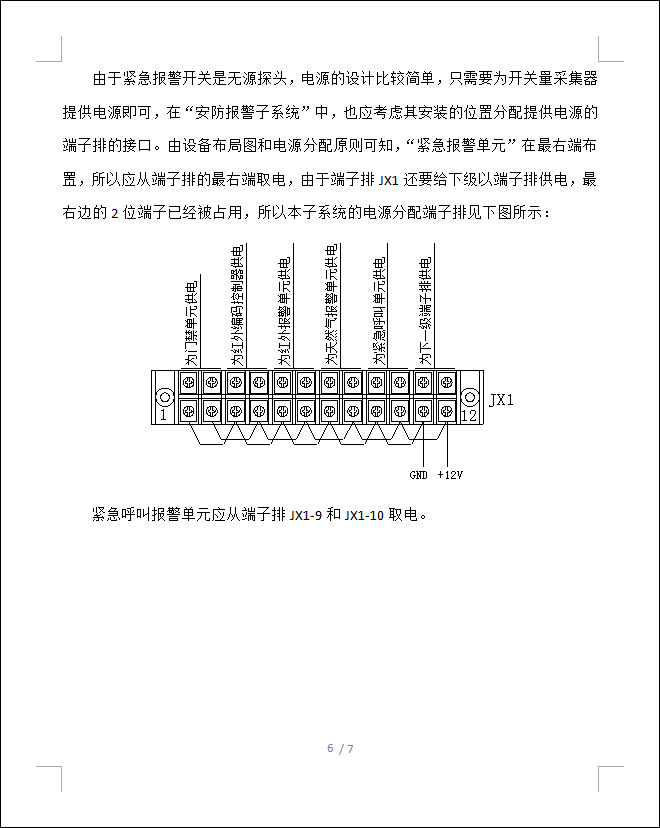 由于紧急报警开关是无源探头，电源的设计比较简单，只需要为开关量采集器
提供电源即可，在“安防报警子系统”中，也应考虑其安装的位置分配提供电源的
端子排的接口。由设备布局图和电源分配原则可知，“紧急报警单元”在最右端布
置，所以应从端子排的最右端取电，由于端子排 JX1 还要给下级以端子排供电，最
右边的 2 位端子已经被占用，所以本子系统的电源分配端子排见下图所示：
为门禁单元供电
为红外编码控制器供电
为红外报警单元供电
为天然气报警单元供电
为紧急呼叫单元供电
为下一级端子排供电
JX1
1
12
GND
+12V
紧急呼叫报警单元应从端子排 JX1-9 和 JX1-10 取电。
6 / 7